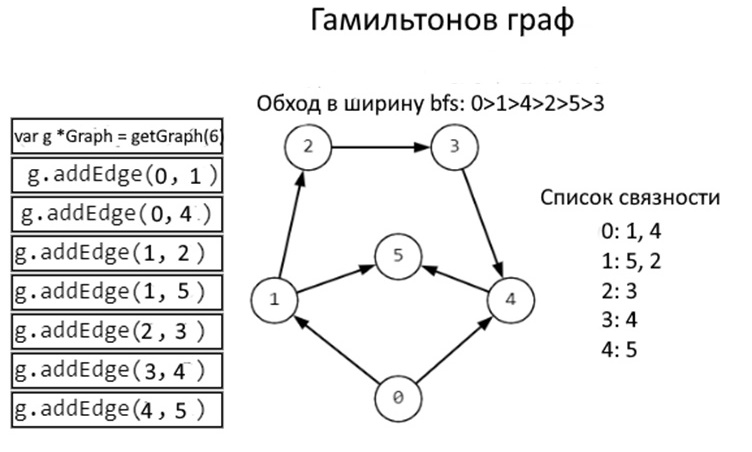 Гамильтонов граф
Обход в ширину bfs: 0>1>4>2>5>3
var g *Graph = getGraph(6)
g.addEdge(0, 1 )
g.addEdge(0, 4 )
g.addEdge(1, 2 )
g.addEdge(1, 5 )
g.addEdge(2, 3 )
g.addEdge(3, 4 )
g.addEdge(4, 5 )
2
3
5
1
4
0
Список связности
0: 1, 4
1: 5, 2
2: 3
3: 4
4: 5